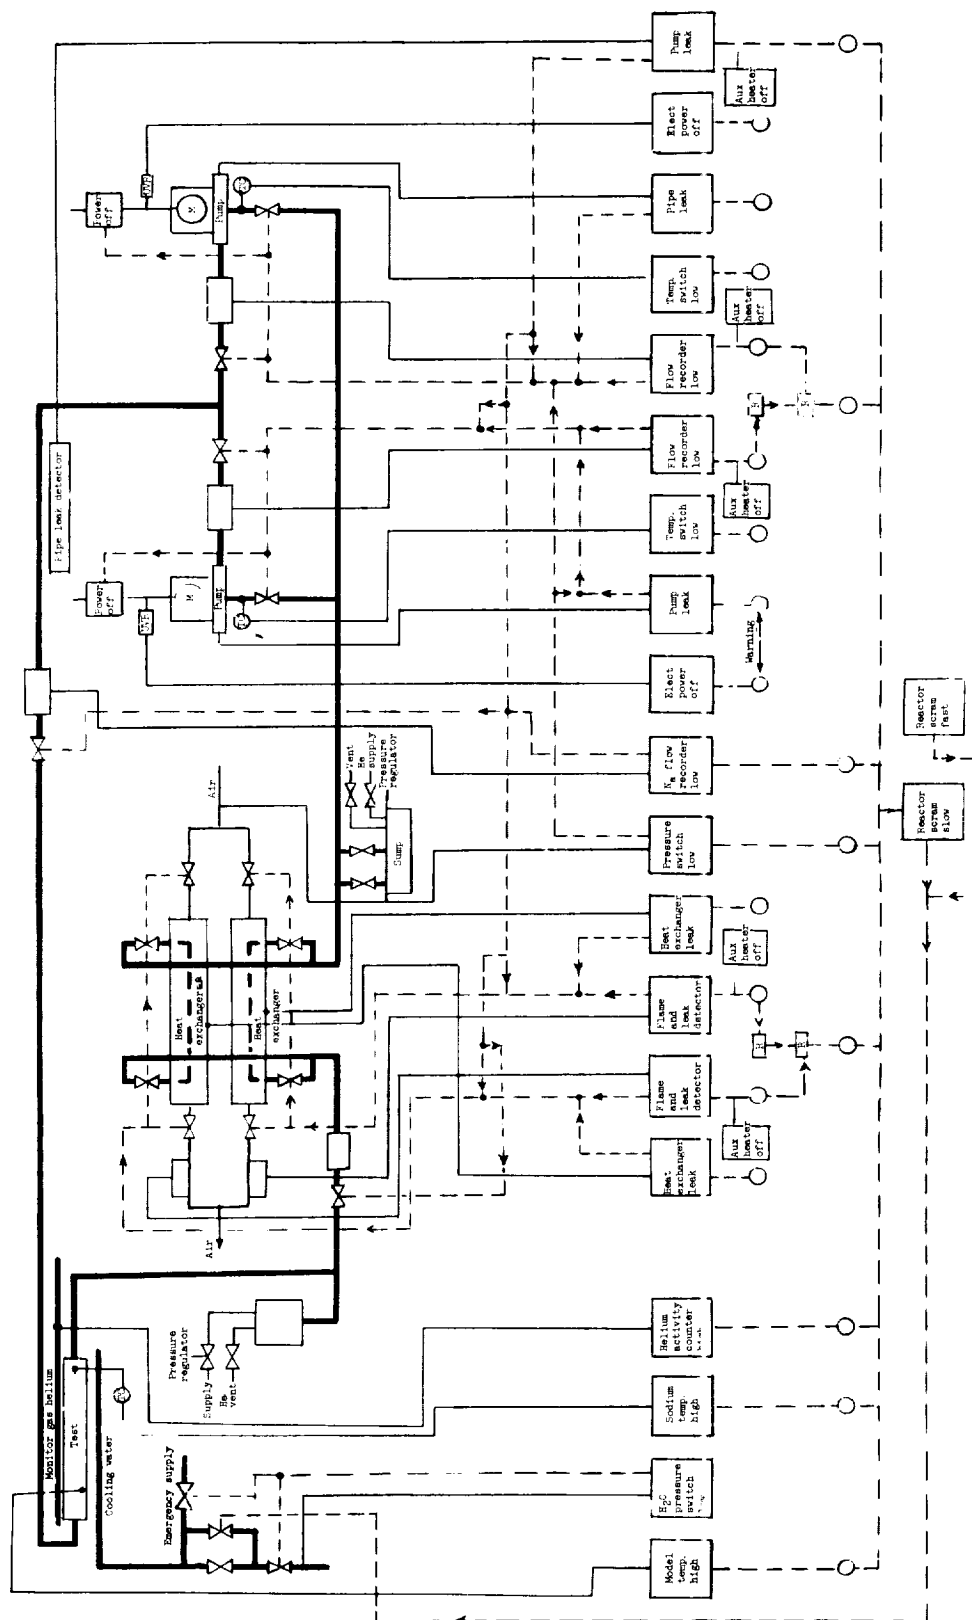 Pump
leak
Aux
heater
off
Elect
power
off
Pipe
leak
Temp.
switch
low
Aux
heater
off
Flow
recorder
low
Flow
recorder
low
Aux
heater
off
Temp.
switch
low
Pump
leak
Warning
Elect
power
off
Na flow
recorder
low
Pressure
switch
low
Heat
exchanger
leak
Aux
heater
off
Flame
and
leak
detector
Flame
and
leak
detector
Aux
heater
off
Heat
exchanger
leak
Helium
activity
counter
Sodium
temp.
high
pressure
switch
Model
temp.
high
Reactor
scram
fast
Reactor
scram
slow
Power
off
UVR
M
Pump
TC
Pipe leak detector
Power
off
UVR
M
Pump
TC
Vent
He
supply
Pressure
regulator
Sump
Air
Heat
exchanger
Heat
exchanger
Air
Pressure
regulator
Supply
He
vent
Monitor gas helium
Test
Cooling water
Emergency supply